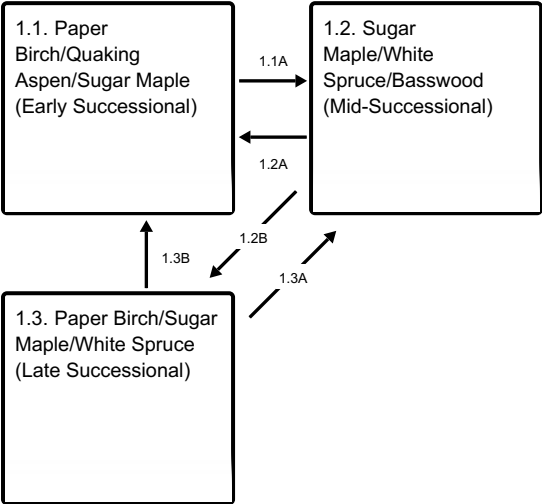 1.1. Paper
Birch/Quaking
Aspen/Sugar Maple
(Early Successional)
1.1A
1.2. Sugar
Maple/White
Spruce/Basswood
(Mid-Successional)
1.2A
1.2B
1.3B
1.3A
1.3. Paper Birch/Sugar
Maple/White Spruce
(Late Successional)